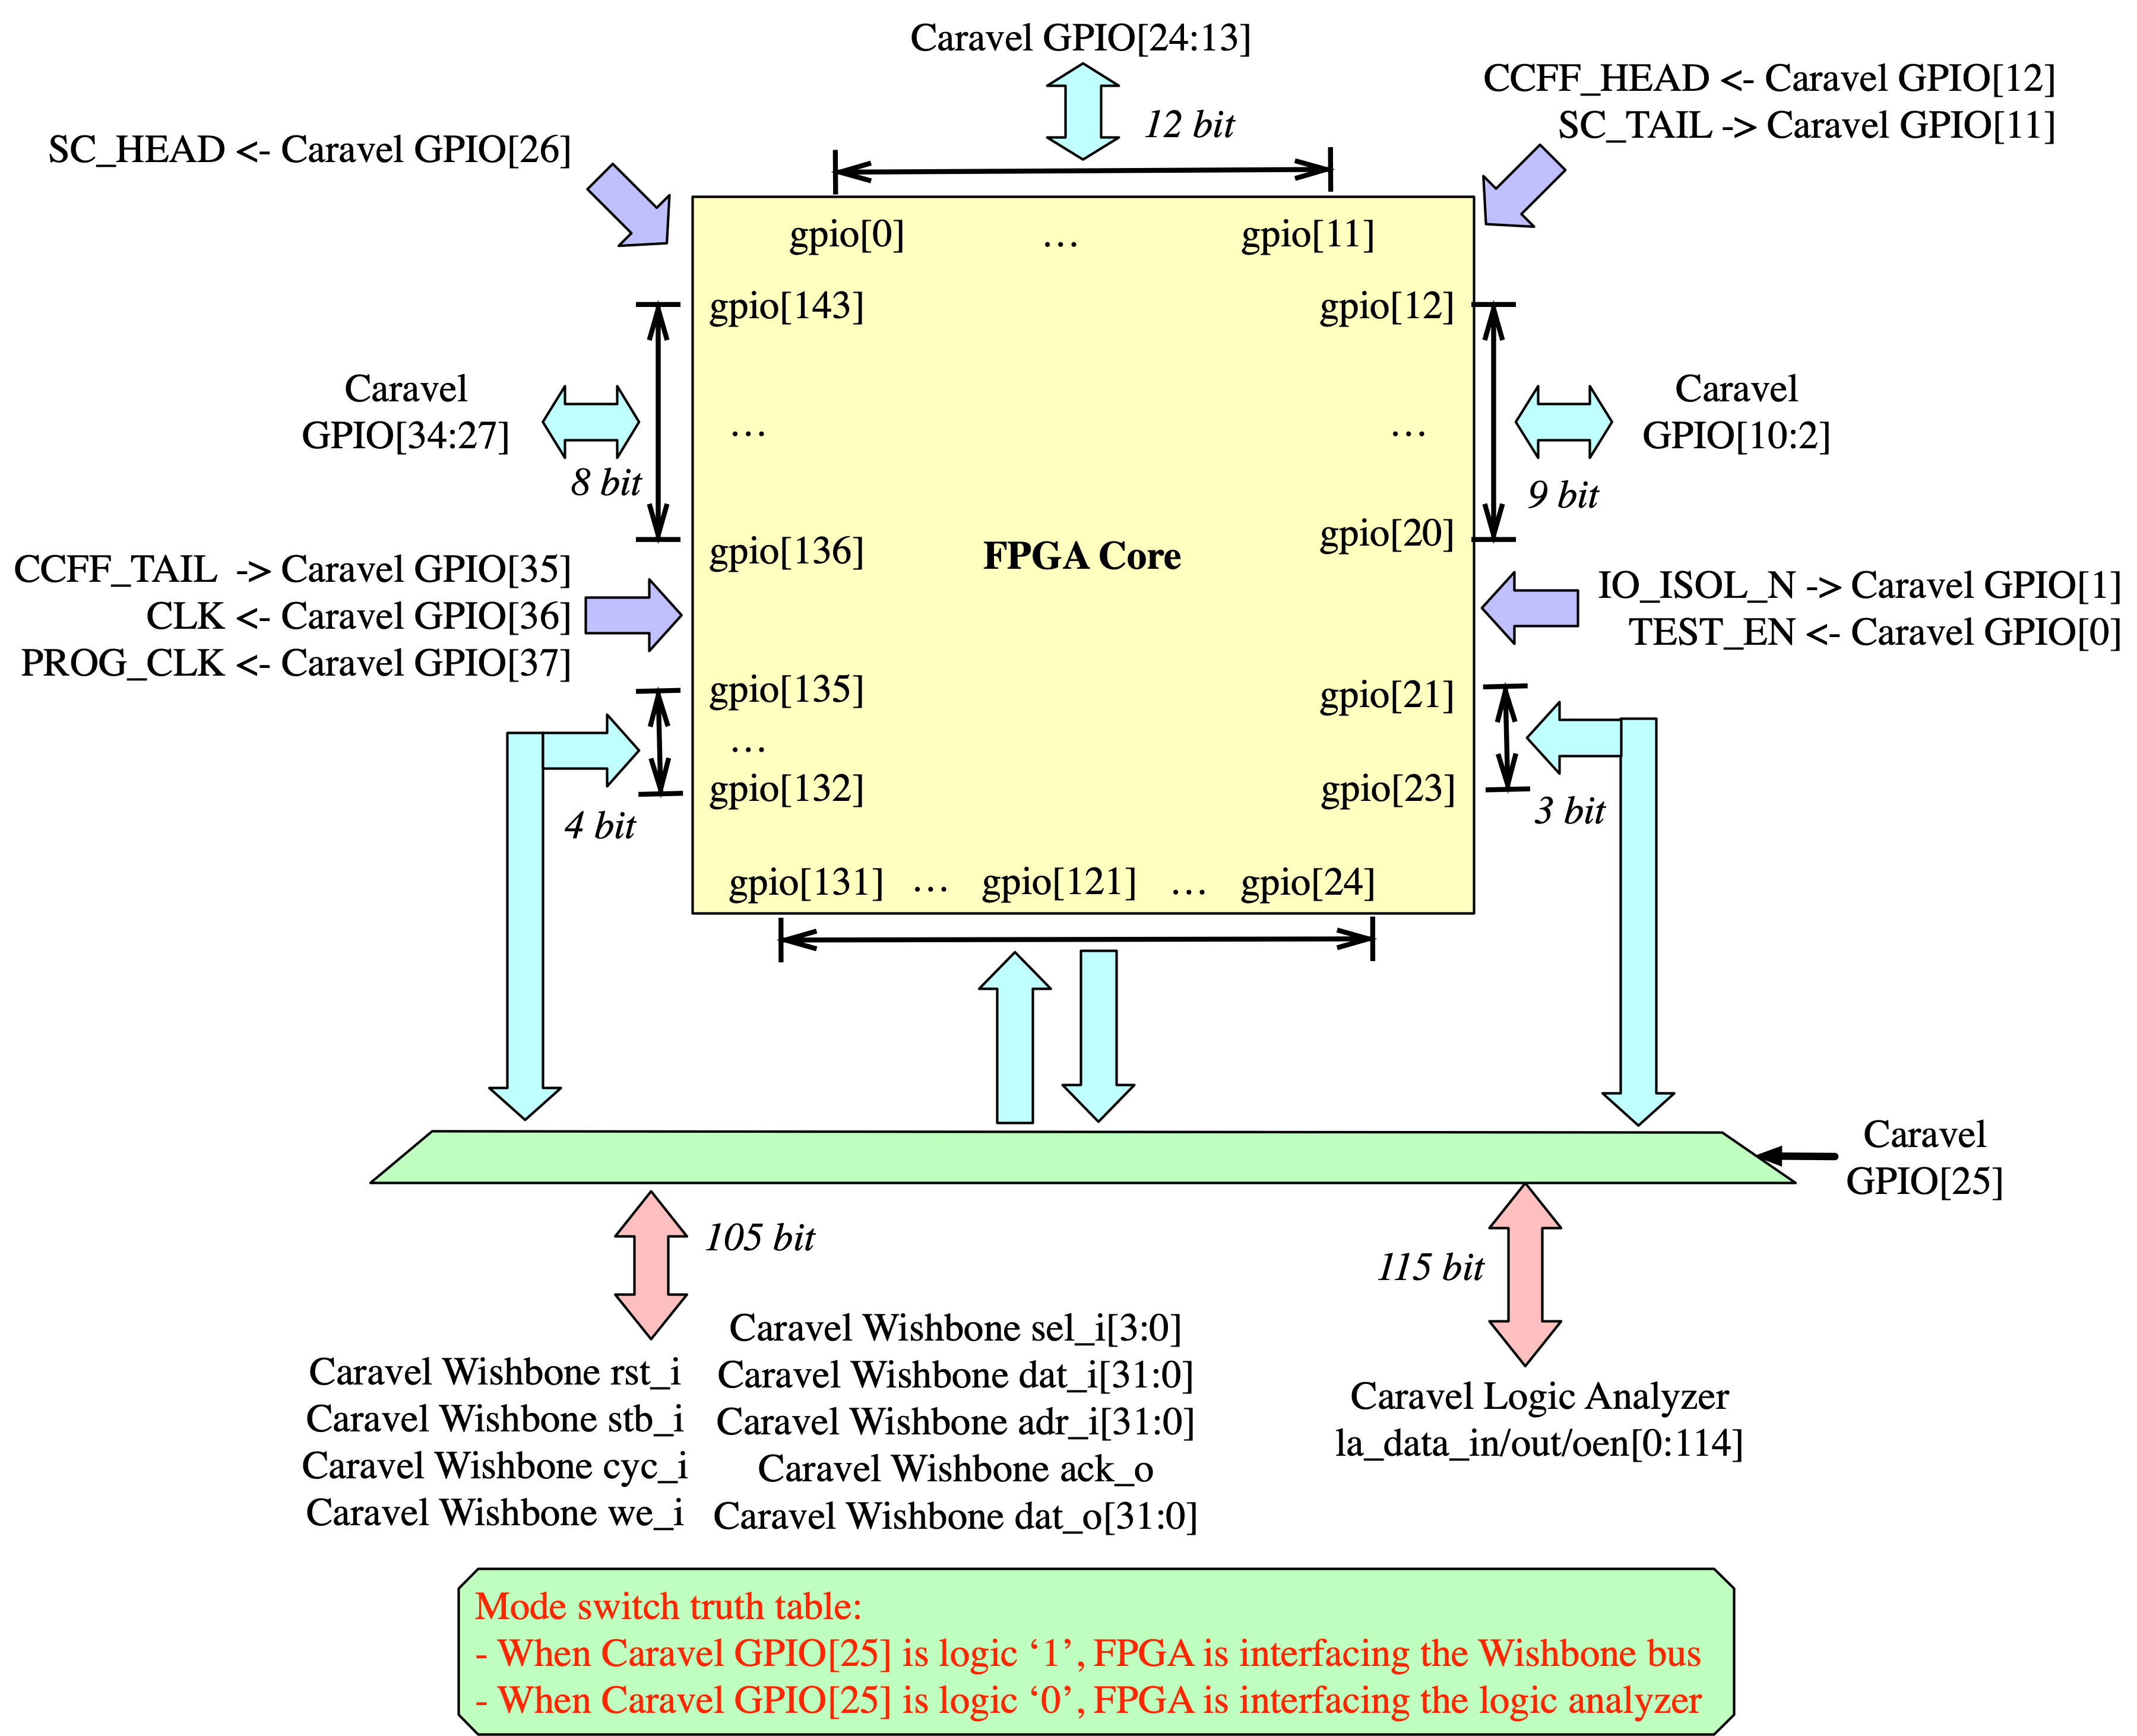 Caravel GPIO[24:13]
12 bit
CCFF_HEAD <- Caravel GPIO[12]
SC_TAIL -> Caravel GPIO[11]
SC_HEAD <- Caravel GPIO[26]
gpio[0] … gpio[11]
gpio[143]
gpio[12]
Caravel
GPIO[34:27]
8 bit
…
…
Caravel
GPIO[10:2]
9 bit
gpio[136]
FPGA Core
gpio[20]
CCFF_TAIL -> Caravel GPIO[35]
CLK <- Caravel GPIO[36]
PROG_CLK <- Caravel GPIO[37]
IO_ISOL_N -> Caravel GPIO[1]
TEST_EN <- Caravel GPIO[0]
gpio[135]
…
gpio[132]
4 bit
gpio[21]
gpio[23]
3 bit
gpio[131] … gpio[121] … gpio[24]
Caravel
GPIO[25]
105 bit
115 bit
Caravel Wishbone rst_i
Caravel Wishbone stb_i
Caravel Wishbone cyc_i
Caravel Wishbone we_i
Caravel Wishbone sel_i[3:0]
Caravel Wishbone dat_i[31:0]
Caravel Wishbone adr_i[31:0]
Caravel Wishbone ack_o
Caravel Wishbone dat_o[31:0]
Caravel Logic Analyzer
la_data_in/out/oen[0:114]
Mode switch truth table:
- When Caravel GPIO[25] is logic ‘1’, FPGA is interfacing the Wishbone bus
- When Caravel GPIO[25] is logic ‘0’, FPGA is interfacing the logic analyzer